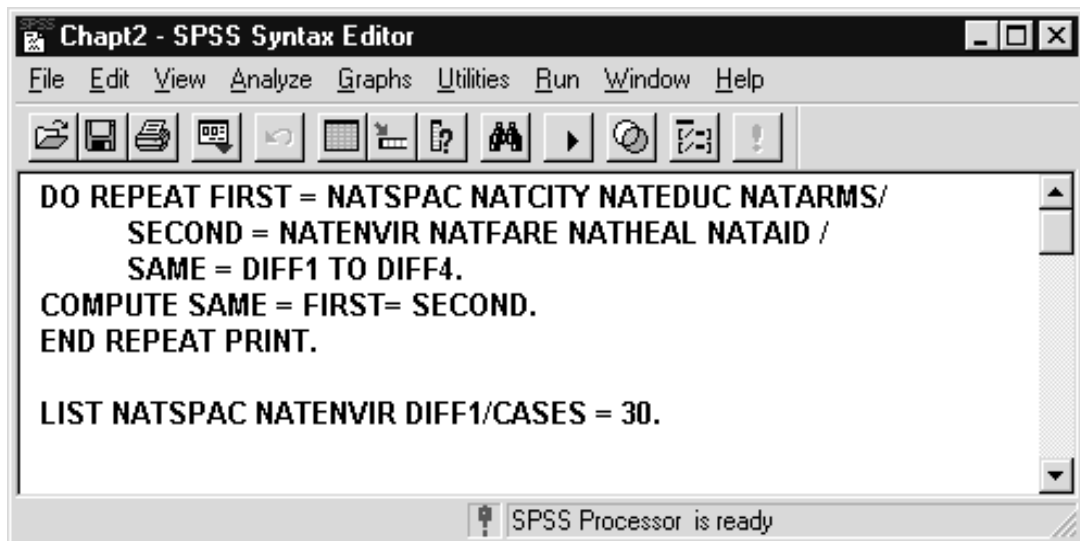 SPSS
Chapt2 - SPSS Syntax Editor
File Edit View Analyze Graphs Utilities Run Window Help
DO REPEAT FIRST = NATSPAC NATCITY NATEDUC NATARMS/
SECOND = NATENVIR NATFARE NATHEAL NATAID /
SAME = DIFF1 TO DIFF4.
COMPUTE SAME = FIRST= SECOND.
END REPEAT PRINT.
LIST NATSPAC NATENVIR DIFF1/CASES = 30.
SPSS Processor is ready